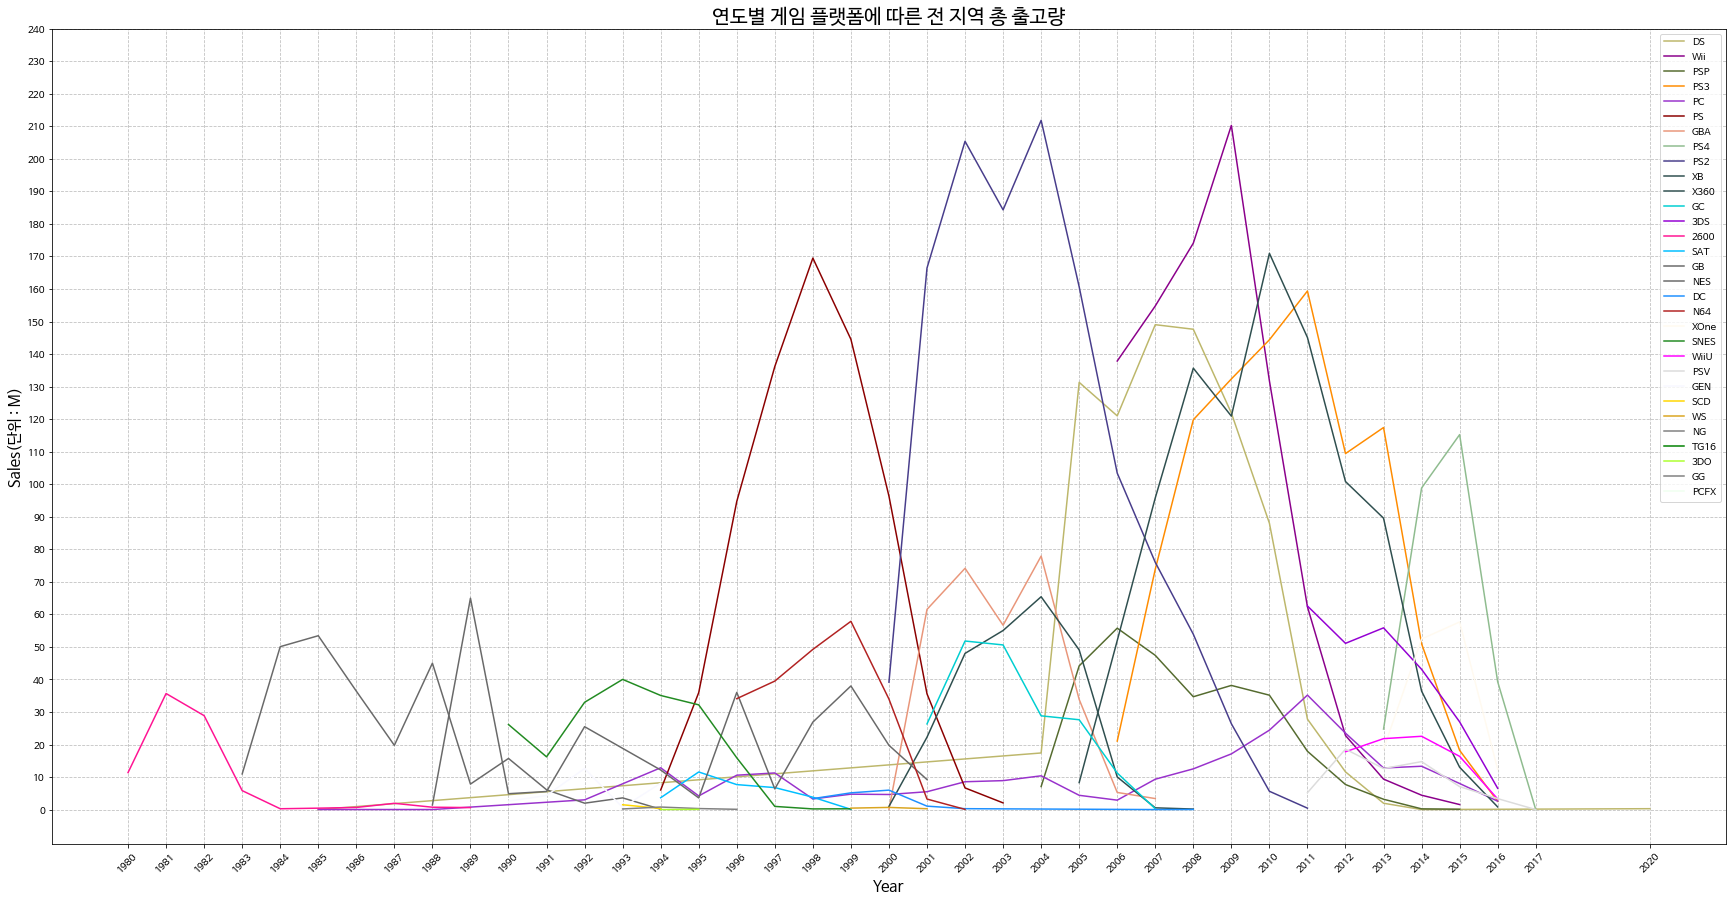 연도별 게임 플랫폼에 따른 전 지역 총 출고량
240
230
220
210
200
190
180
170
160
150
140
130
120
110
100
90
80
70
60
50
40
30
20
10
0
Sales(단위 : M)
DS
Wii
PSP
PS3
PC
PS
GBA
PS4
PS2
XB
X360
GC
3DS
2600
SAT
GB
NES
DC
N64
XOne
SNES
WiiU
PSV
GEN
SCD
WS
NG
TG16
3DO
GG
PCFX
1980 1981 1982 1983 1984 1985 1986 1987 1988 1989 1990 1991 1992 1993 1994 1995 1996 1997 1998 1999 2000 2001 2002 2003 2004 2005 2006 2007 2008 2009 2010 2011 2012 2013 2014 2015 2016 2017 2020
Year